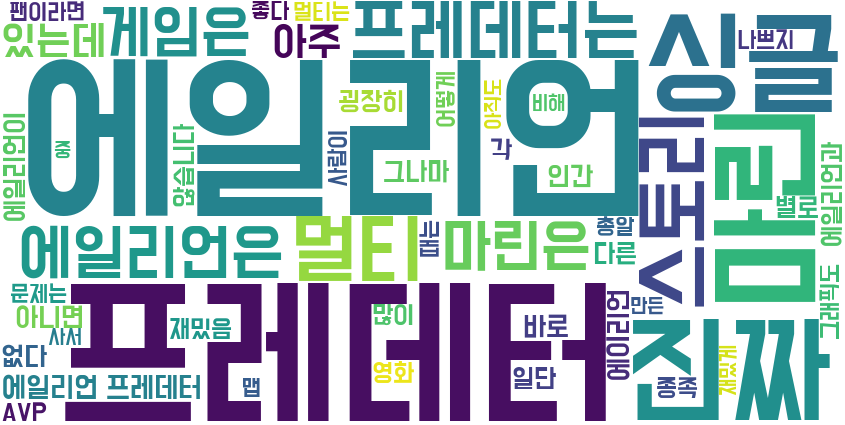 팬이라면
좋다
멀티는
프레데터는
싱글
나쁘지
있는데
게임은
아주
에일리언
굉장히
어떻게
아직도
비해
중
않습니다
사람이
그나마
각
인간
에일리언이
스토리
마린
별로
에일리언과
에일리언은
멀티
둘
마린은
총알
다른
문제는
아니면
사서
없다
프레데터
재밌음
많이
영화
바로
일단
에이리언
만든
진짜
종족
재밌게
그래픽도
에일리언 프레데터
맵
AVP